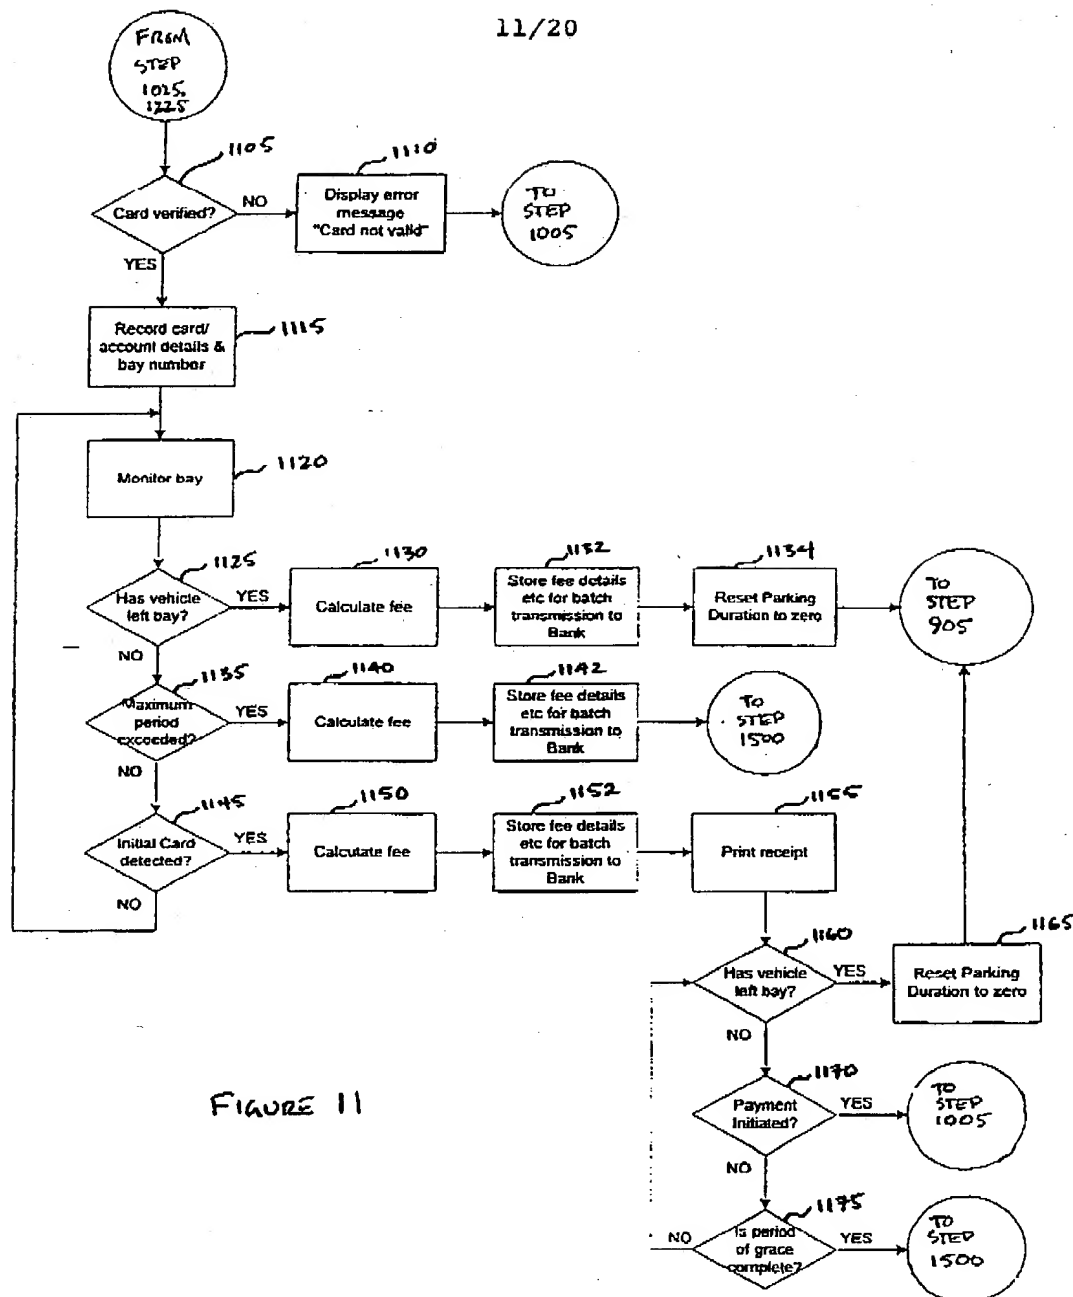 11/20
FROM
STEP
1025,
1225
1105
Card verified?
NO
YES
1110
Display error
message
"Card not valid"
TO
STEP
1005
Record card/
account details &
bay number
1115
Monitor bay
1120
1125
Has vehicle
left bay?
YES
NO
1130
Calculate fee
1132
Store fee details
etc for batch
transmission to
Bank
1134
Reset Parking
Duration to zero
TO
STEP
905
1135
Maximum
period
exceeded?
YES
NO
1140
Calculate fee
1142
Store fee details
etc for batch
transmission to
Bank
TO
STEP
1500
1145
Initial Card
detected?
YES
NO
1150
Calculate fee
1152
Store fee details
etc for batch
transmission to
Bank
1155
Print receipt
1160
Has vehicle
left bay?
YES
NO
1165
Reset Parking
Duration to zero
1170
Payment
Initiated?
YES
NO
TO
STEP
1005
1175
Is period
of grace
complete?
NO
YES
TO
STEP
1500
FIGURE 11